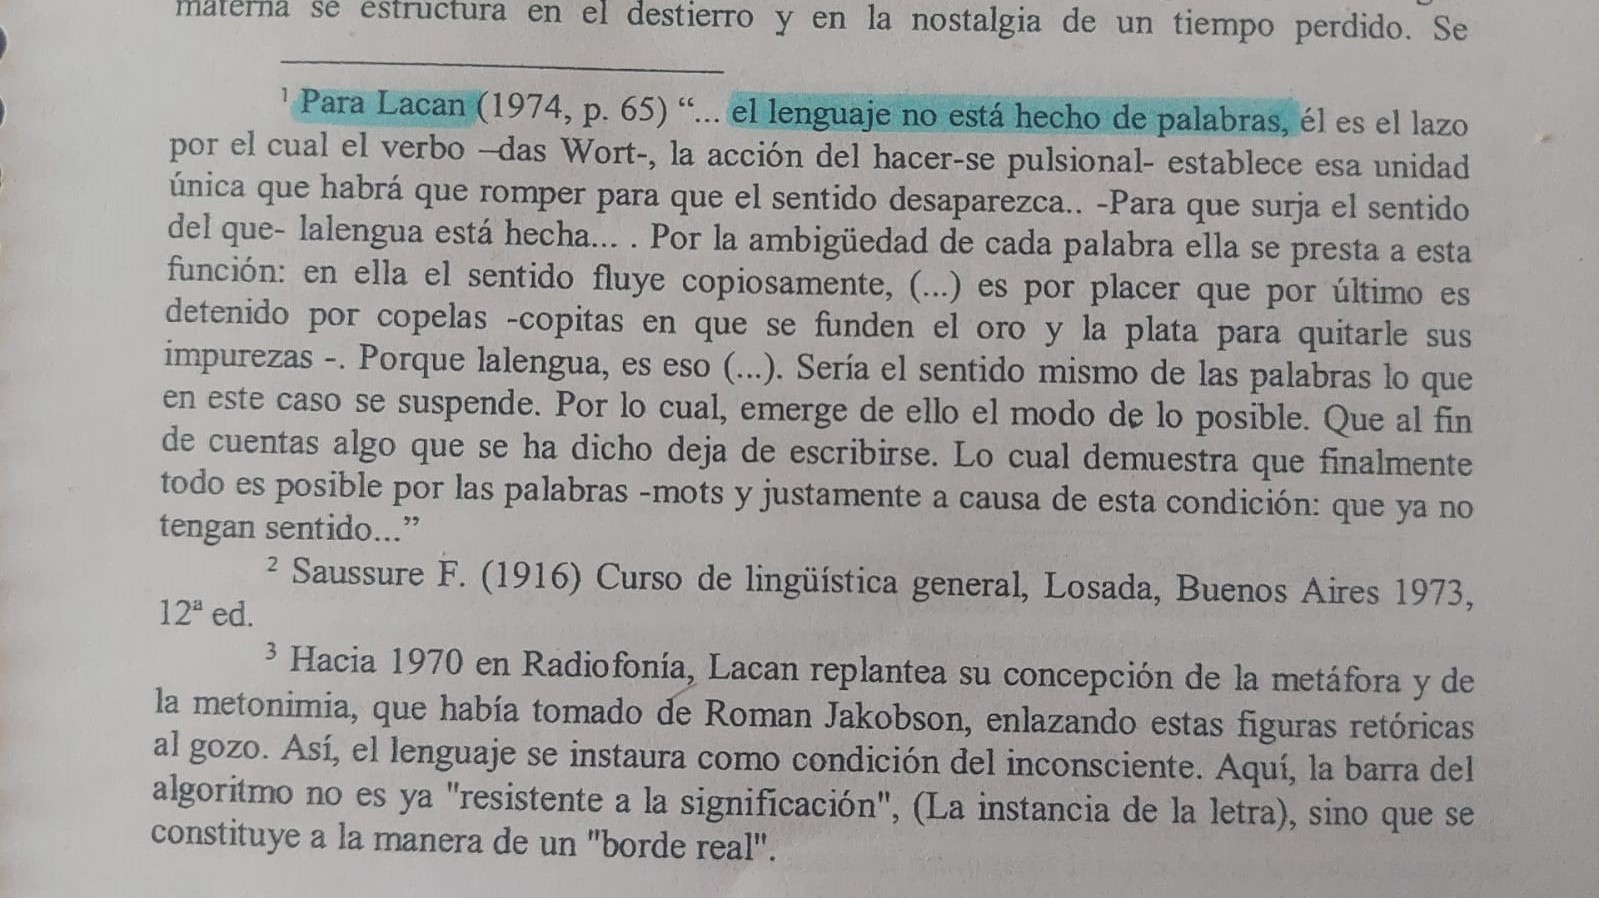 materna se estructura en el destierro y en la nostalgia de un tiempo perdido. Se
¹ Para Lacan (1974, p. 65) “... el lenguaje no está hecho de palabras, él es el lazo
por el cual el verbo –das Wort-, la acción del hacer-se pulsional- establece esa unidad
única que habrá que romper para que el sentido desaparezca.. -Para que surja el sentido
del que- lalengua está hecha... . Por la ambigüedad de cada palabra ella se presta a esta
función: en ella el sentido fluye copiosamente, (...) es por placer que por último es
detenido por copelas -copitas en que se funden el oro y la plata para quitarle sus
impurezas -. Porque lalengua, es eso (...). Sería el sentido mismo de las palabras lo que
en este caso se suspende. Por lo cual, emerge de ello el modo de lo posible. Que al fin
de cuentas algo que se ha dicho deja de escribirse. Lo cual demuestra que finalmente
todo es posible por las palabras -mots y justamente a causa de esta condición: que ya no
tengan sentido...”
² Saussure F. (1916) Curso de lingüística general, Losada, Buenos Aires 1973,
12ª ed.
³ Hacia 1970 en Radiofonía, Lacan replantea su concepción de la metáfora y de
la metonimia, que había tomado de Roman Jakobson, enlazando estas figuras retóricas
al gozo. Así, el lenguaje se instaura como condición del inconsciente. Aquí, la barra del
algoritmo no es ya "resistente a la significación", (La instancia de la letra), sino que se
constituye a la manera de un "borde real".